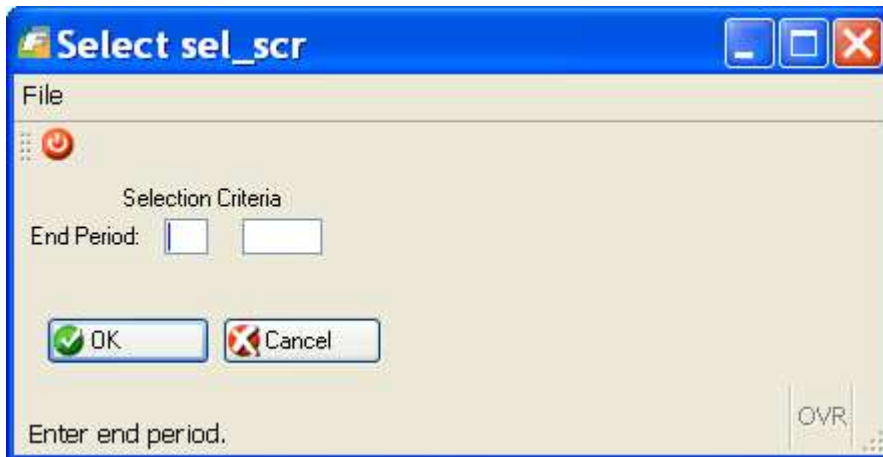 Select sel_scr
File
Selection Criteria
End Period:
OK Cancel
OVR
Enter end period.